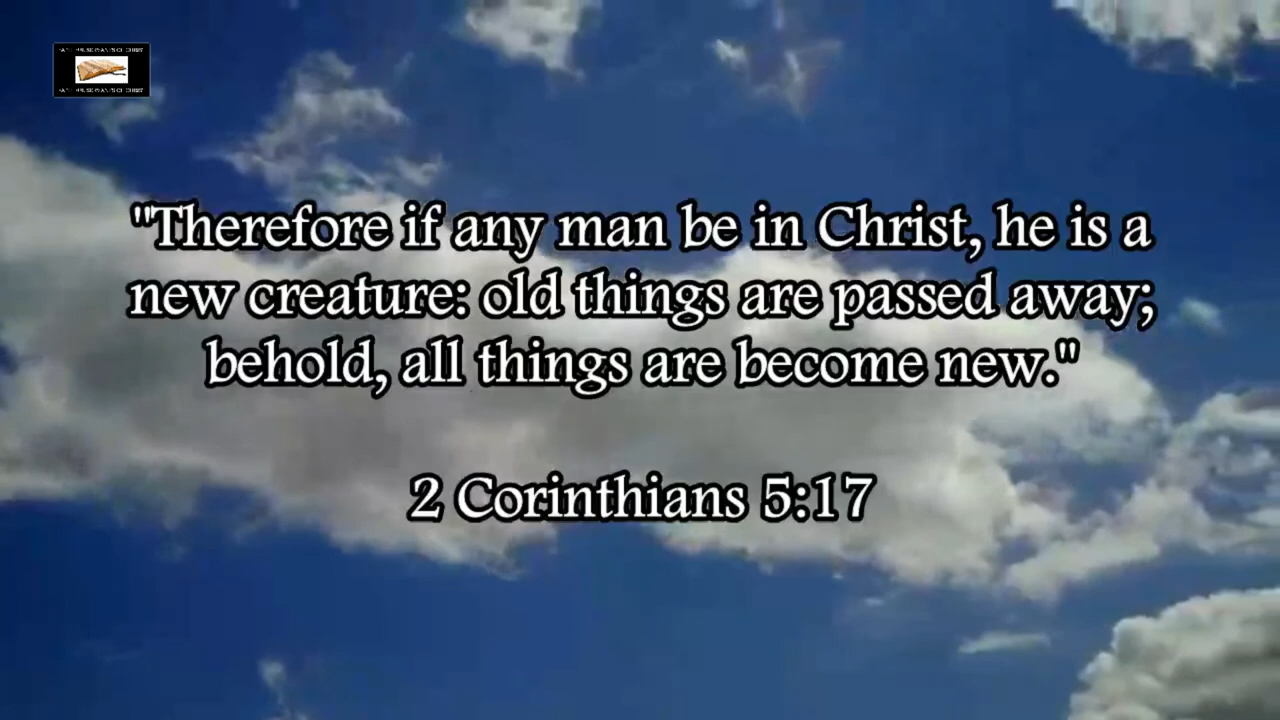 "Therefore if any man be in Christ, he is a
new creature: old things are passed away;
behold, all things are become new."
2 Corinthians 5:17